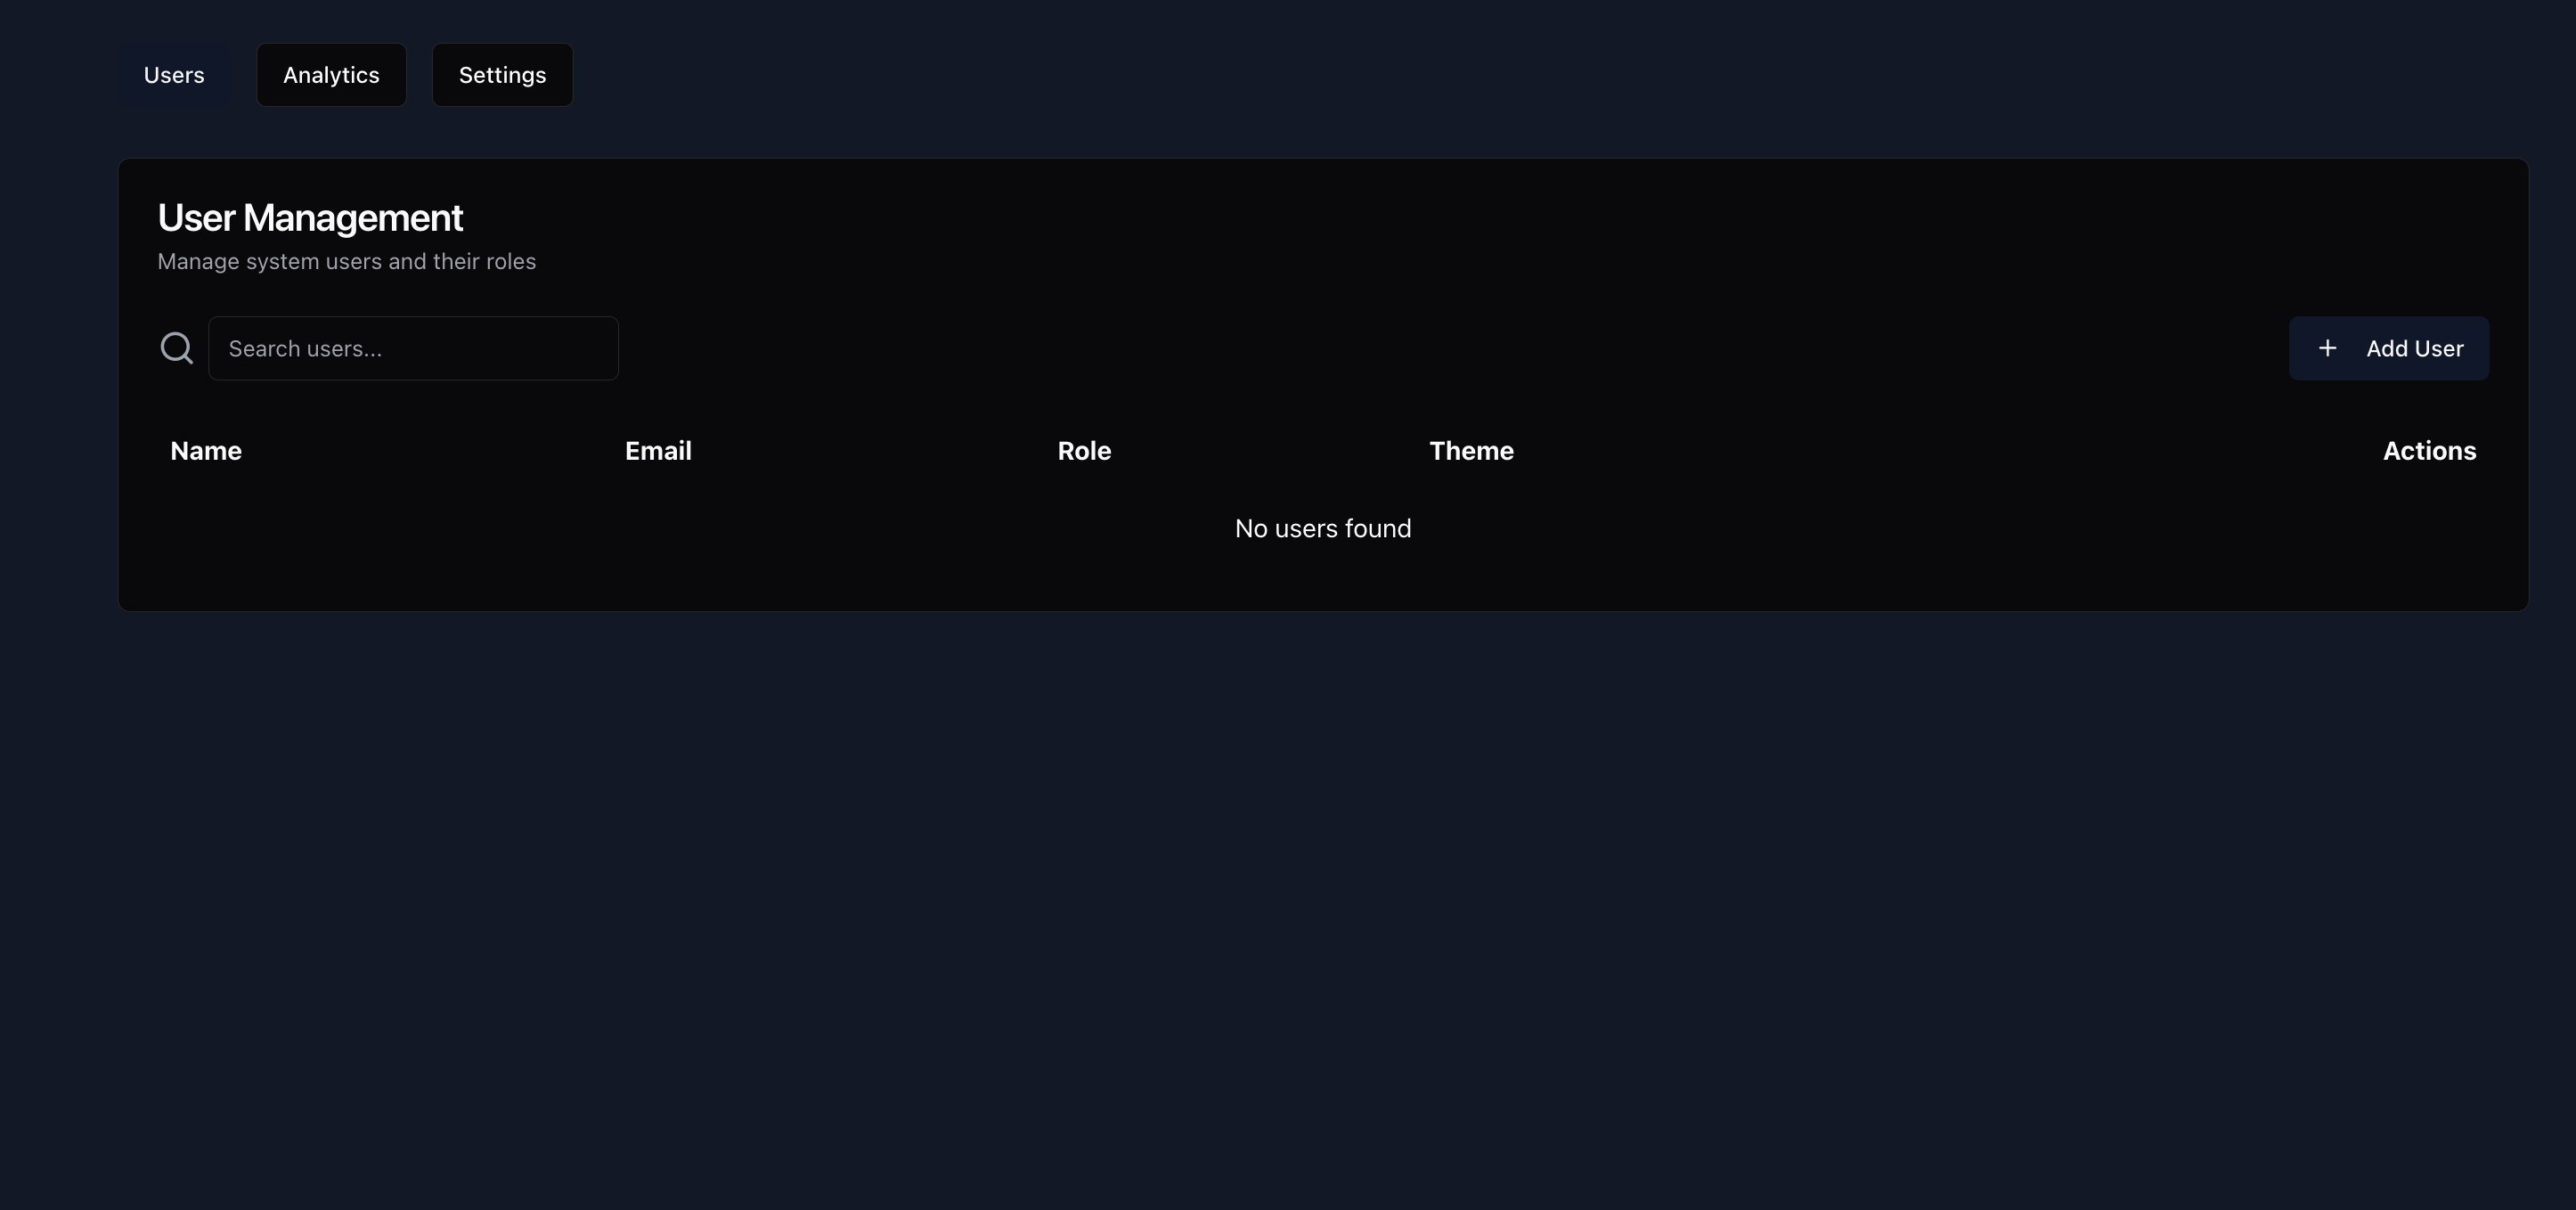 Users Analytics Settings
User Management
Manage system users and their roles
Search users...
+ Add User
Name Email Role Theme Actions
No users found